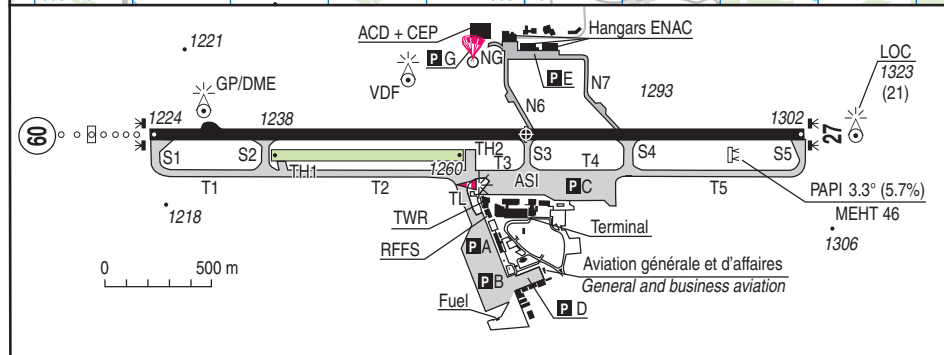 1221
ACD + CEP
Hangars ENAC
P G
NG
P E
N7
LOC
1323
(21)
GP/DME
VDF
N6
1293
1224
1238
1302
09
27
S1
S2
TH2
T3
S3
T4
S4
S5
TH1
1260
T1
T2
TL
ASI
P C
T5
PAPI 3.3° (5.7%)
MEHT 46
1218
TWR
RFFS
Terminal
1306
P A
P B
0 500 m
Aviation générale et d'affaires
General and business aviation
Fuel
P D